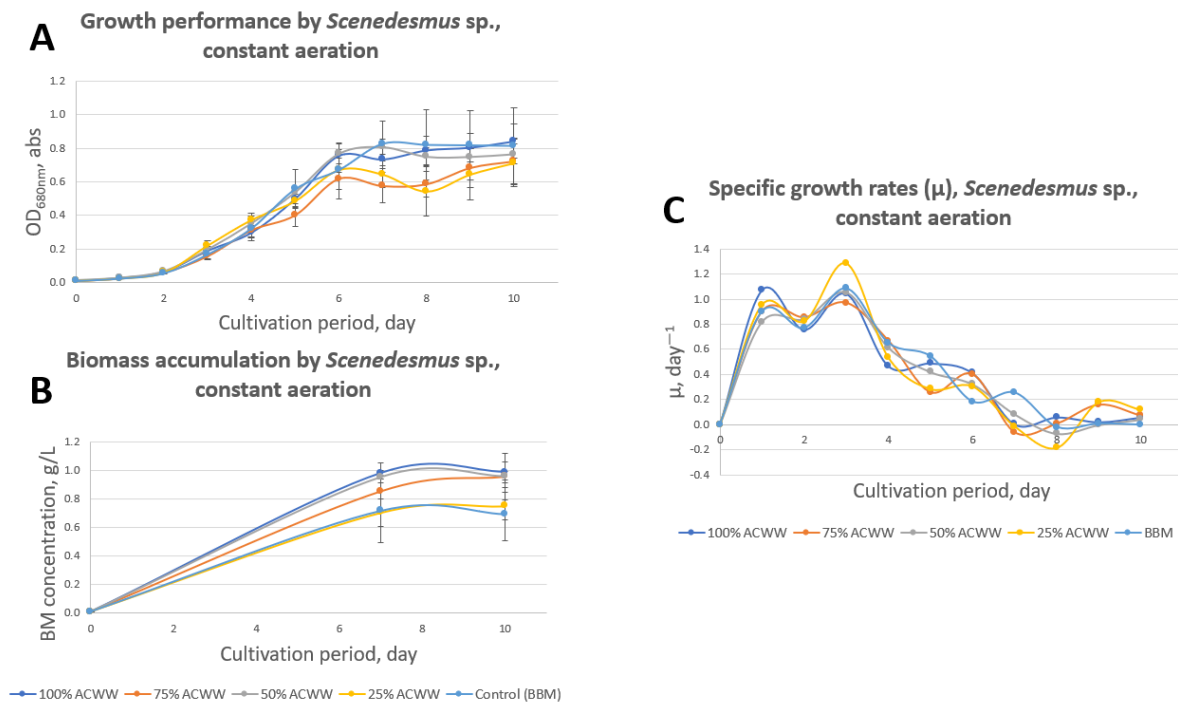 A
Growth performance by Scenedesmus sp.,
constant aeration
OD680nm, abs
1.2
1.0
0.8
0.6
0.4
0.2
0.0
0 2 4 6 8 10
Cultivation period, day
B
Biomass accumulation by Scenedesmus sp.,
constant aeration
BM concentration, g/L
1.2
1.0
0.8
0.6
0.4
0.2
0.0
0 2 4 6 8 10
Cultivation period, day
100% ACWW 75% ACWW 50% ACWW 25% ACWW Control (BBM)
C
Specific growth rates (μ), Scenedesmus sp.,
constant aeration
μ, day⁻¹
1.4
1.2
1.0
0.8
0.6
0.4
0.2
0.0
-0.2
-0.4
0 2 4 6 8 10
Cultivation period, day
100% ACWW 75% ACWW 50% ACWW 25% ACWW BBM